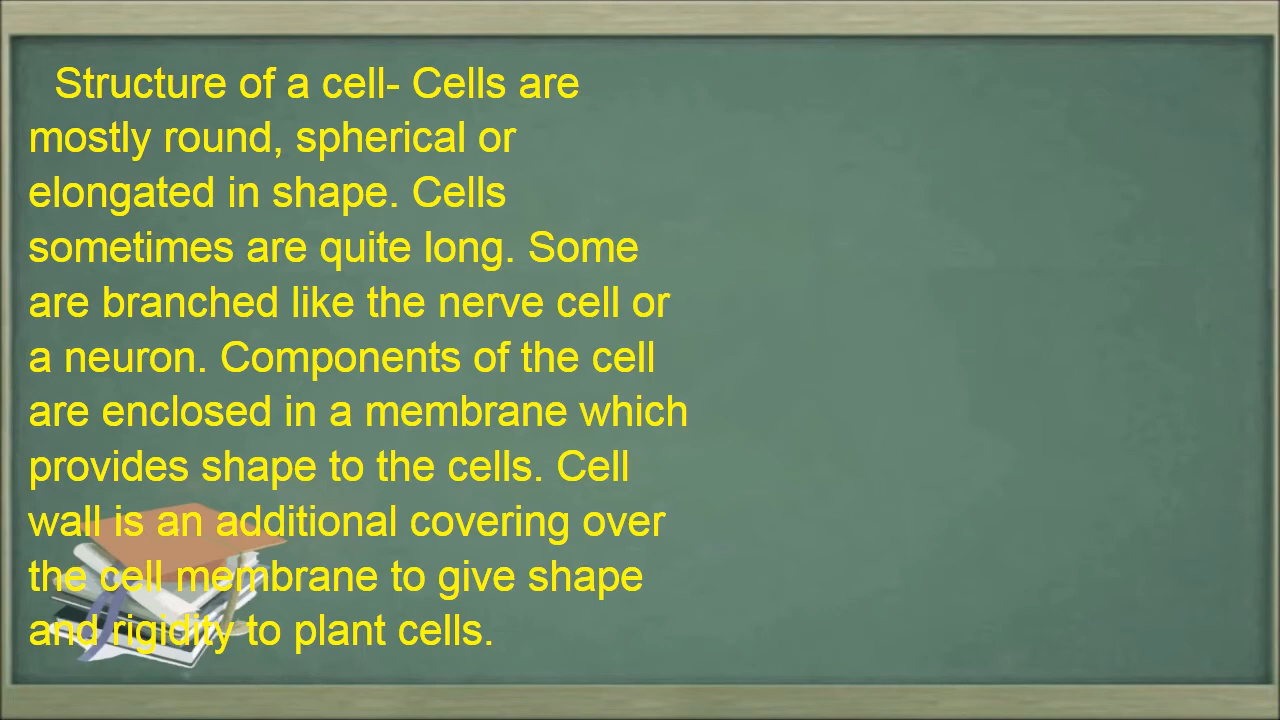 Structure of a cell- Cells are
mostly round, spherical or
elongated in shape. Cells
sometimes are quite long. Some
are branched like the nerve cell or
a neuron. Components of the cell
are enclosed in a membrane which
provides shape to the cells. Cell
wall is an additional covering over
the cell membrane to give shape
and rigidity to plant cells.